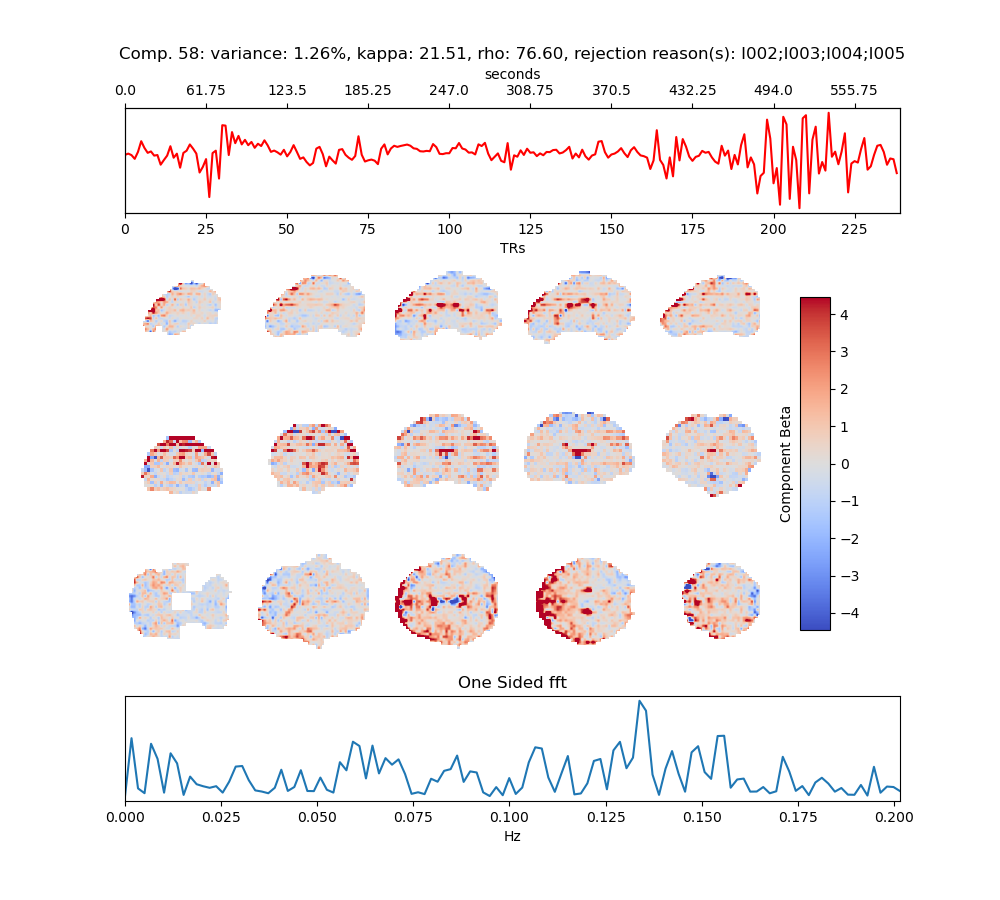 Comp. 58: variance: 1.26%, kappa: 21.51, rho: 76.60, rejection reason(s): I002;I003;I004;I005
seconds
0.0 61.75 123.5 185.25 247.0 308.75 370.5 432.25 494.0 555.75
0 25 50 75 100 125 150 175 200 225
TRs
4
3
2
1
0
−1
−2
−3
−4
Component Beta
One Sided fft
0.000 0.025 0.050 0.075 0.100 0.125 0.150 0.175 0.200
Hz